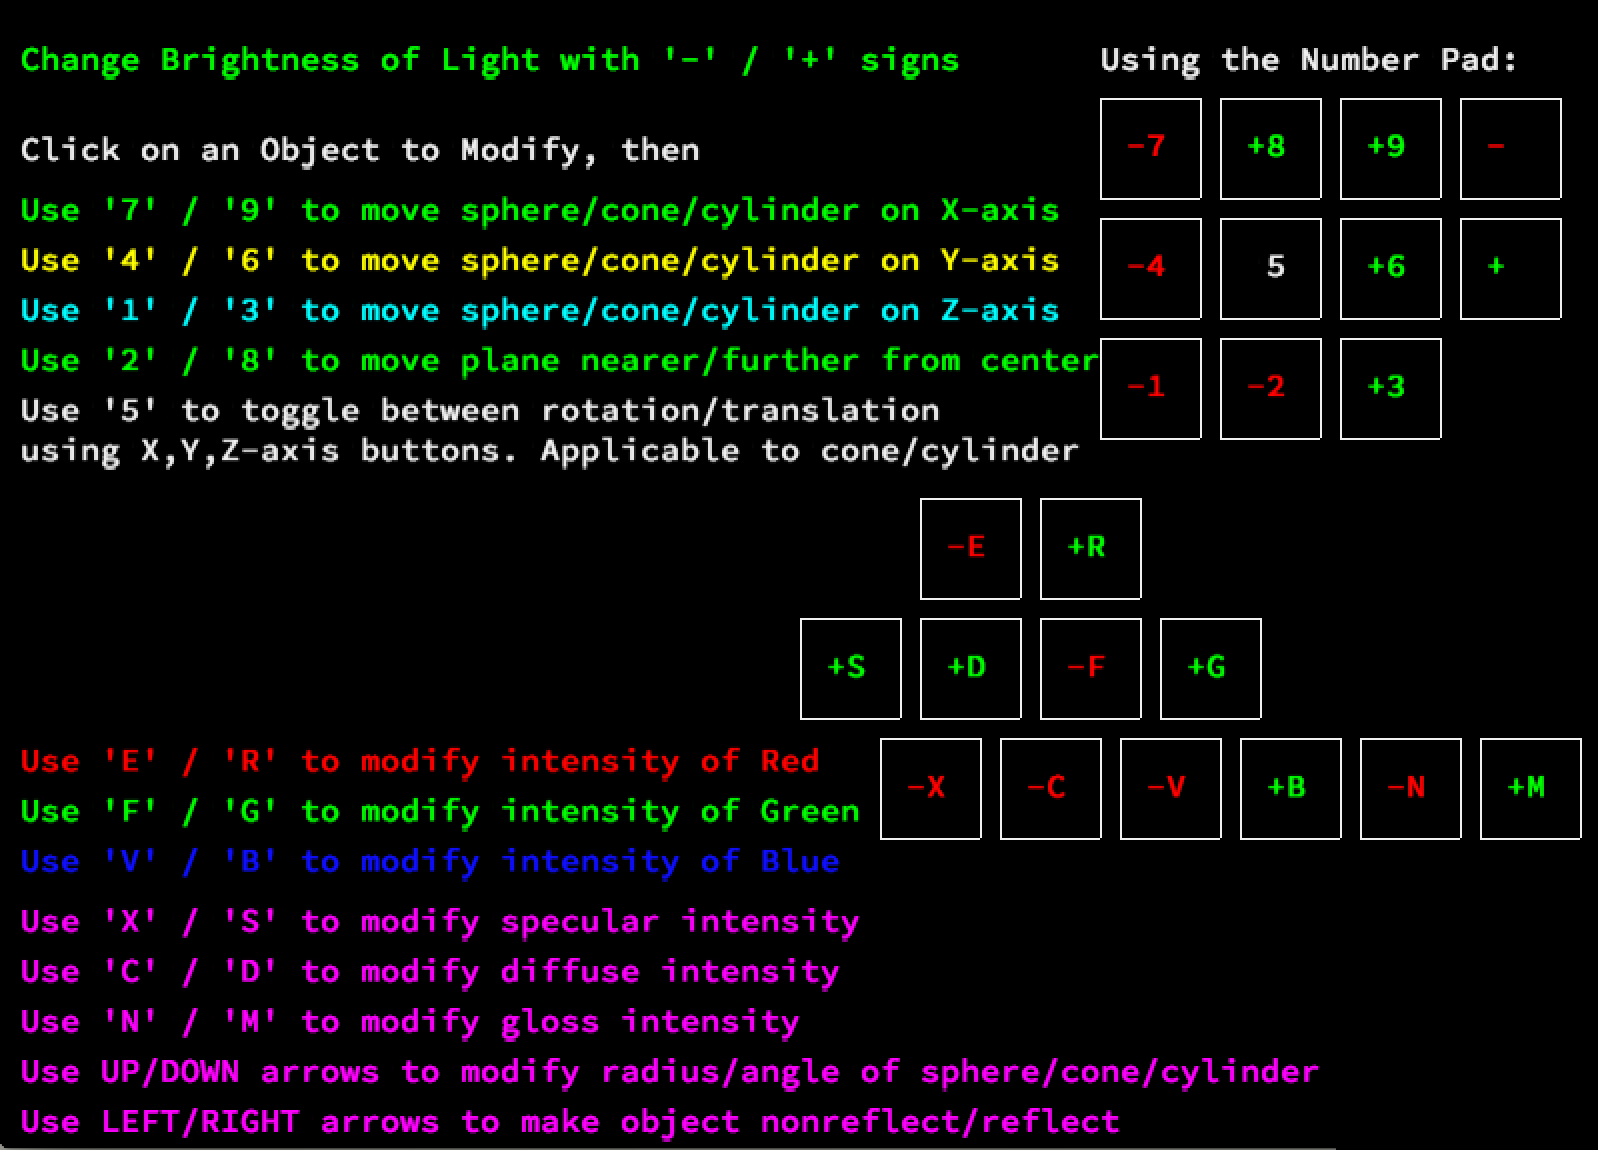 Change Brightness of Light with '-' / '+' signs
Using the Number Pad:
-7 +8 +9 -
Click on an Object to Modify, then
Use '7' / '9' to move sphere/cone/cylinder on X-axis
Use '4' / '6' to move sphere/cone/cylinder on Y-axis
-4 5 +6 +
Use '1' / '3' to move sphere/cone/cylinder on Z-axis
Use '2' / '8' to move plane nearer/further from center
-1 -2 +3
Use '5' to toggle between rotation/translation
using X,Y,Z-axis buttons. Applicable to cone/cylinder
-E +R
+S +D -F +G
Use 'E' / 'R' to modify intensity of Red
-X -C -V +B -N +M
Use 'F' / 'G' to modify intensity of Green
Use 'V' / 'B' to modify intensity of Blue
Use 'X' / 'S' to modify specular intensity
Use 'C' / 'D' to modify diffuse intensity
Use 'N' / 'M' to modify gloss intensity
Use UP/DOWN arrows to modify radius/angle of sphere/cone/cylinder
Use LEFT/RIGHT arrows to make object nonreflect/reflect